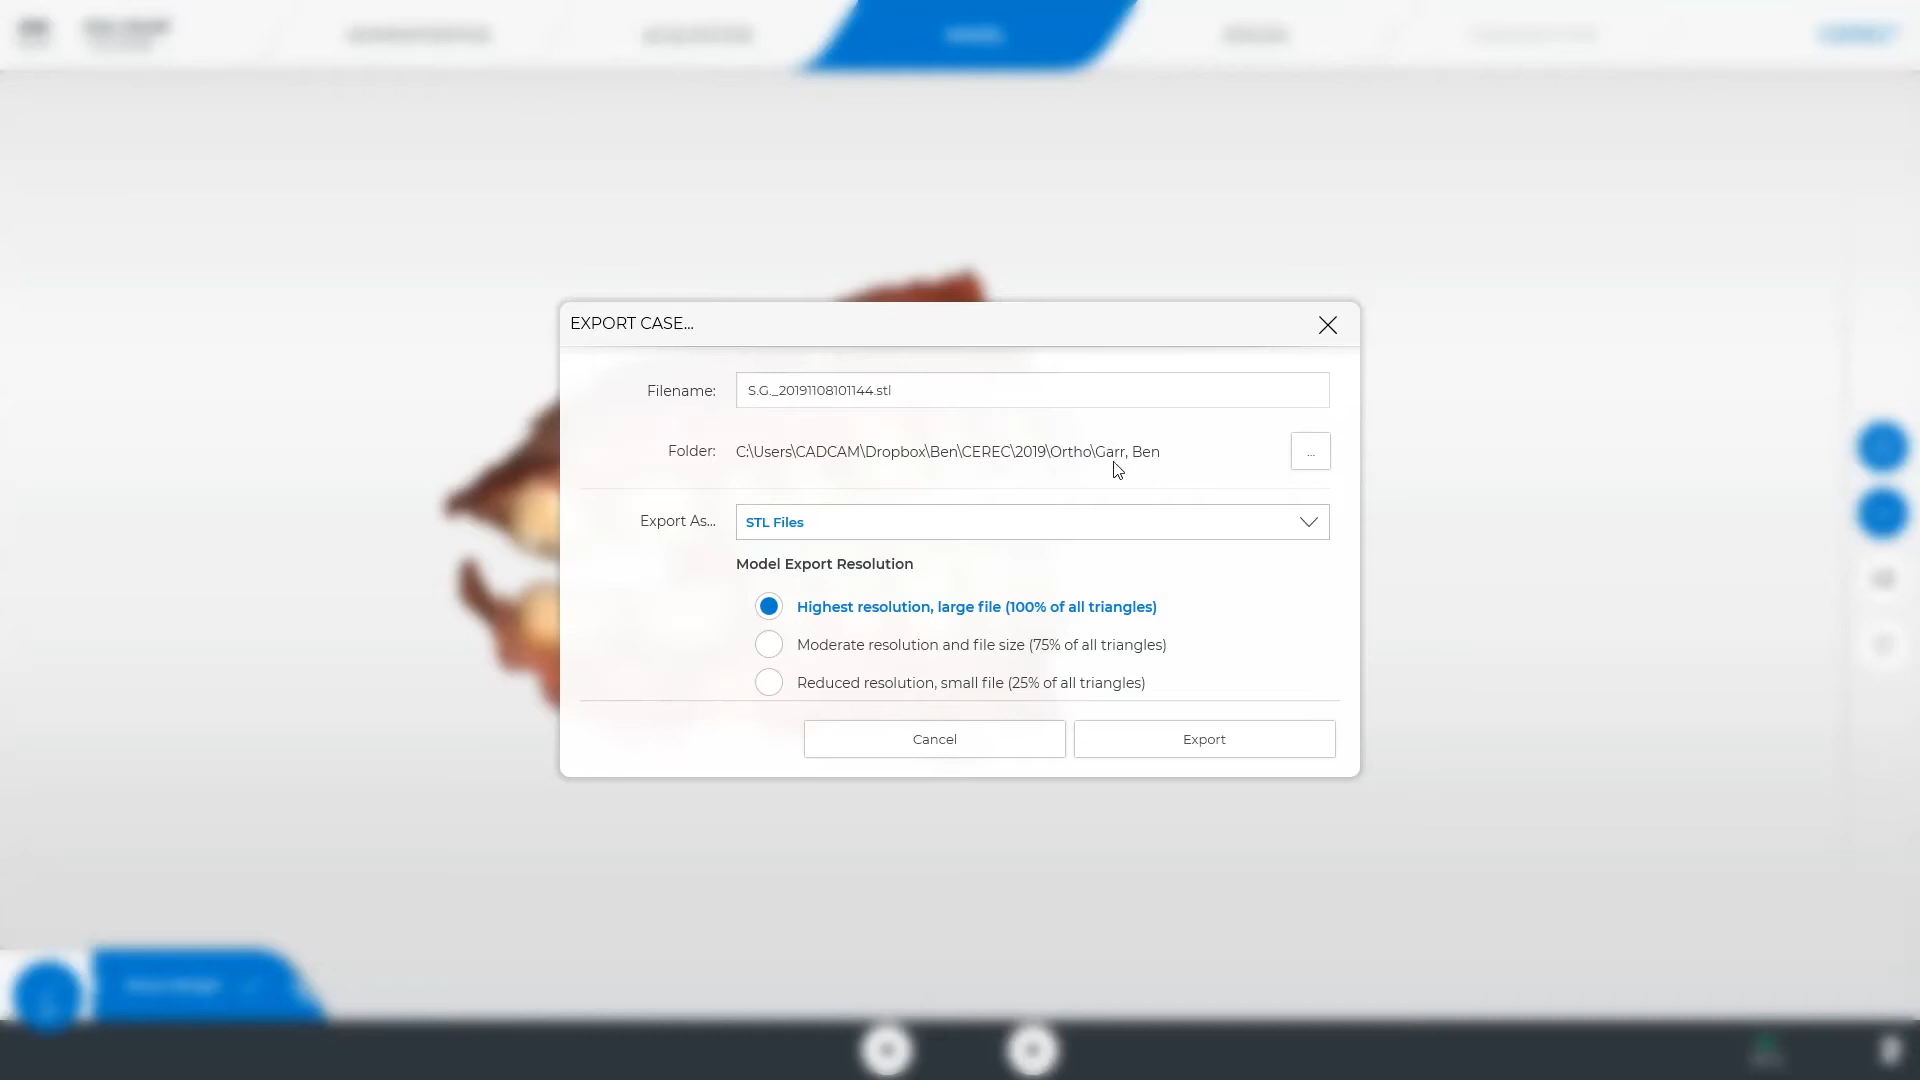 EXPORT CASE...
Filename: S.G._20191108101144.stl
Folder: C:\Users\CADCAM\Dropbox\Ben\CEREC\2019\Ortho\Garr, Ben ...
Export As... STL Files
Model Export Resolution
Highest resolution, large file (100% of all triangles)
Moderate resolution and file size (75% of all triangles)
Reduced resolution, small file (25% of all triangles)
Cancel Export